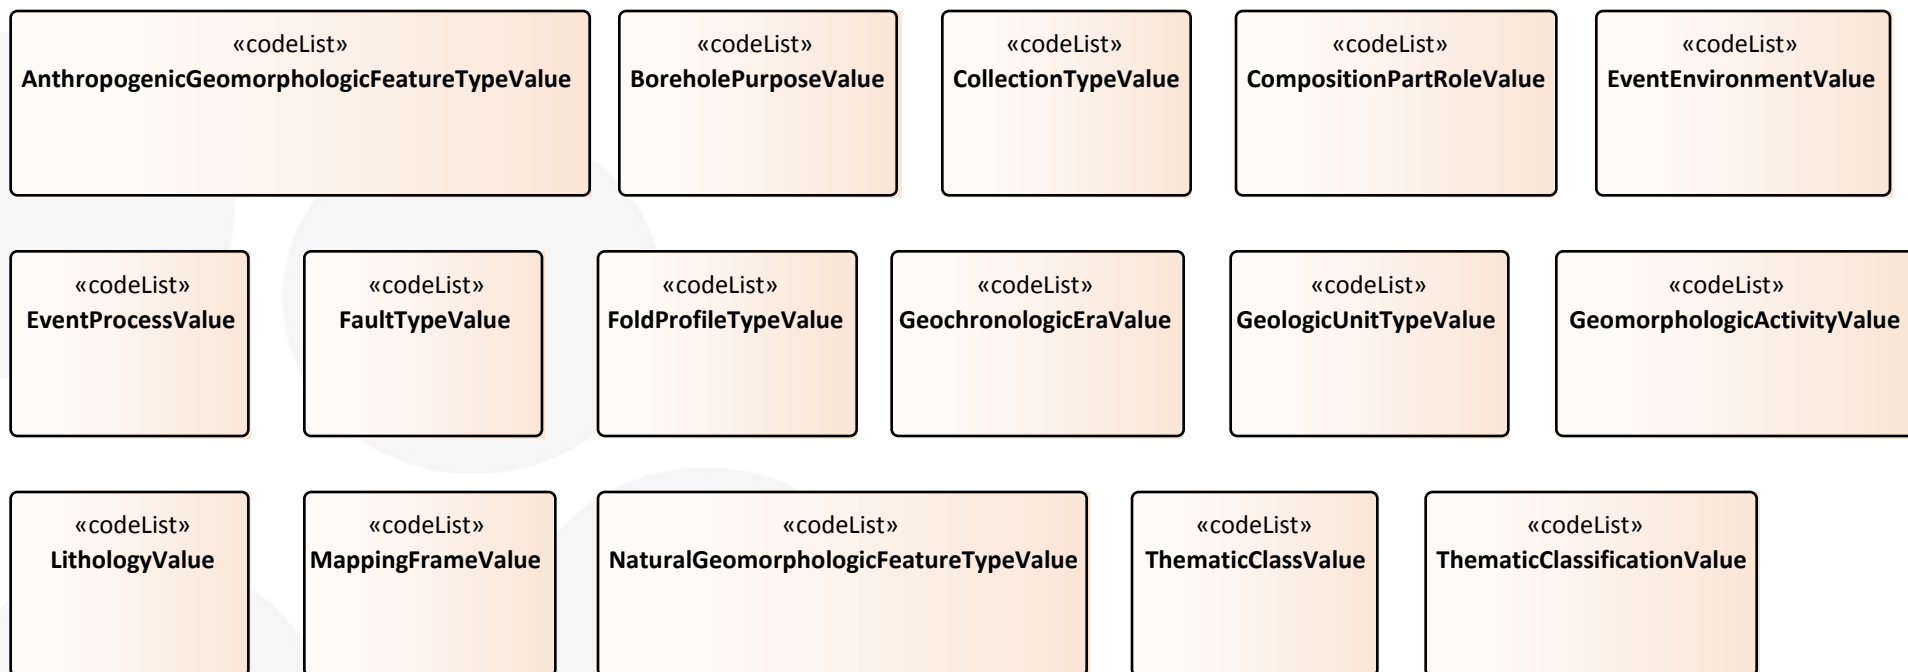 «codeList»
AnthropogenicGeomorphologicFeatureTypeValue
«codeList»
BoreholePurposeValue
«codeList»
CollectionTypeValue
«codeList»
CompositionPartRoleValue
«codeList»
EventEnvironmentValue
«codeList»
EventProcessValue
«codeList»
FaultTypeValue
«codeList»
FoldProfileTypeValue
«codeList»
GeochronologicEraValue
«codeList»
GeologicUnitTypeValue
«codeList»
GeomorphologicActivityValue
«codeList»
LithologyValue
«codeList»
MappingFrameValue
«codeList»
NaturalGeomorphologicFeatureTypeValue
«codeList»
ThematicClassValue
«codeList»
ThematicClassificationValue